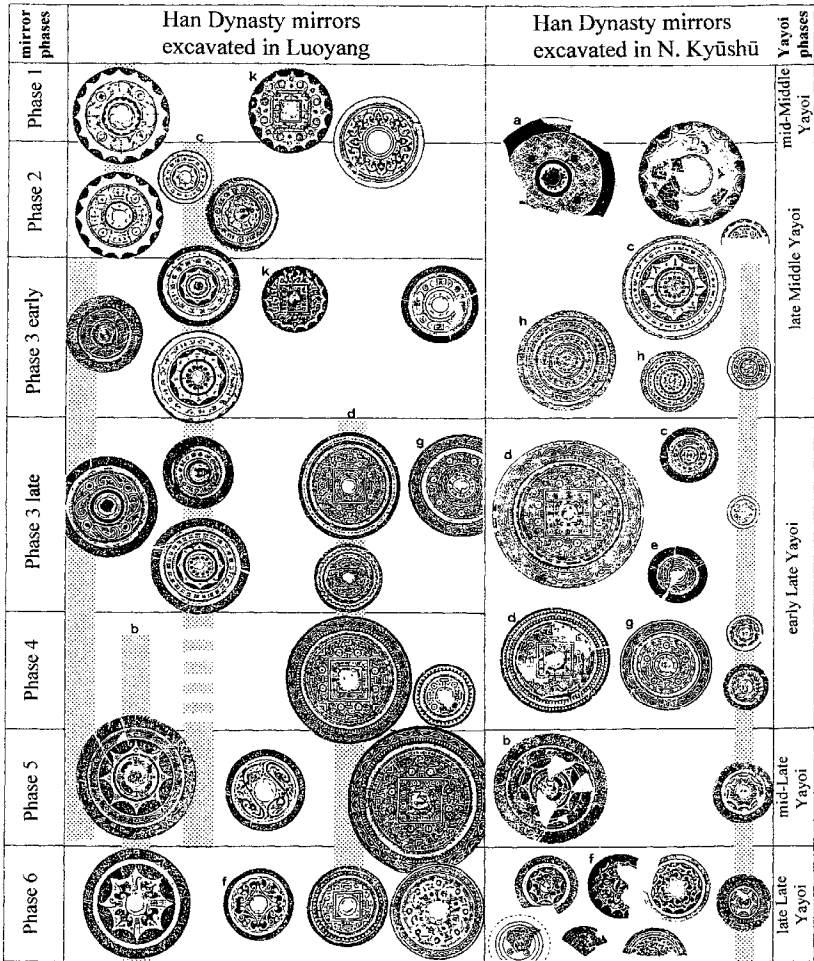 mirror phases
Han Dynasty mirrors
excavated in Luoyang
Han Dynasty mirrors
excavated in N. Kyūshū
Yayoi phases
Phase 1
k
a
mid-Middle Yayoi
Phase 2
c
c
late Middle Yayoi
Phase 3 early
k
h
h
Phase 3 late
d
g
d
c
e
early Late Yayoi
Phase 4
b
d
g
Phase 5
b
mid-Late Yayoi
Phase 6
f
f
late Late Yayoi